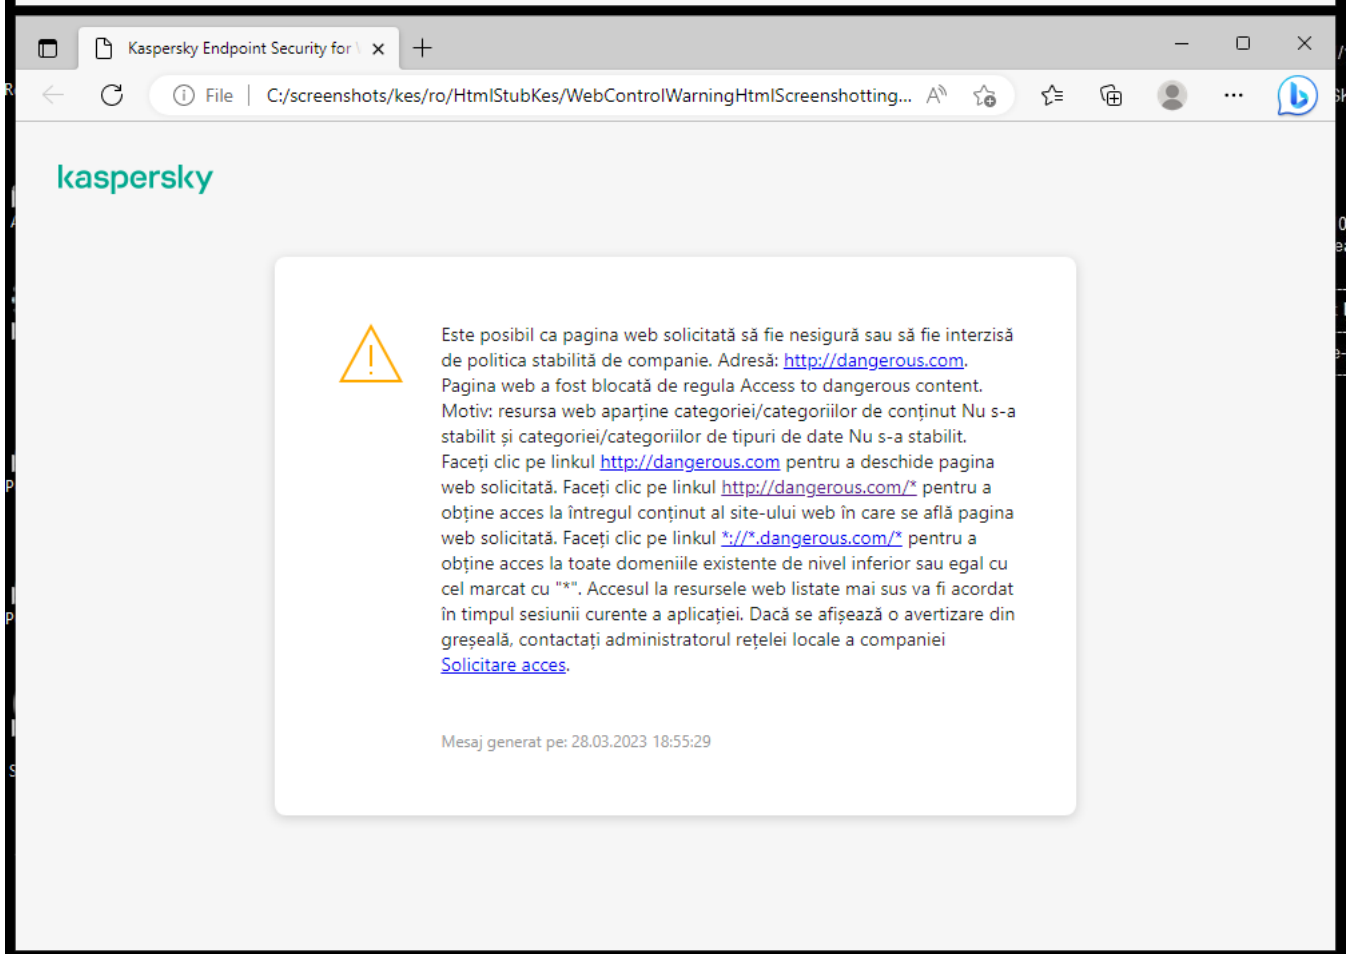 Kaspersky Endpoint Security for
File
C:/screenshots/kes/ro/HtmlStubKes/WebControlWarningHtmlScreenshotting...
kaspersky
Este posibil ca pagina web solicitată să fie nesigură sau să fie interzisă
de politica stabilită de companie. Adresă: http://dangerous.com.
Pagina web a fost blocată de regula Access to dangerous content.
Motiv: resursa web aparține categoriei/categoriilor de conținut Nu s-a
stabilit și categoriei/categoriilor de tipuri de date Nu s-a stabilit.
Faceți clic pe linkul http://dangerous.com pentru a deschide pagina
web solicitată. Faceți clic pe linkul http://dangerous.com/* pentru a
obține acces la întregul conținut al site-ului web în care se află pagina
web solicitată. Faceți clic pe linkul *://*.dangerous.com/* pentru a
obține acces la toate domeniile existente de nivel inferior sau egal cu
cel marcat cu "*". Accesul la resursele web listate mai sus va fi acordat
în timpul sesiunii curente a aplicației. Dacă se afișează o avertizare din
greșeală, contactați administratorul rețelei locale a companiei
Solicitare acces.
Mesaj generat pe: 28.03.2023 18:55:29